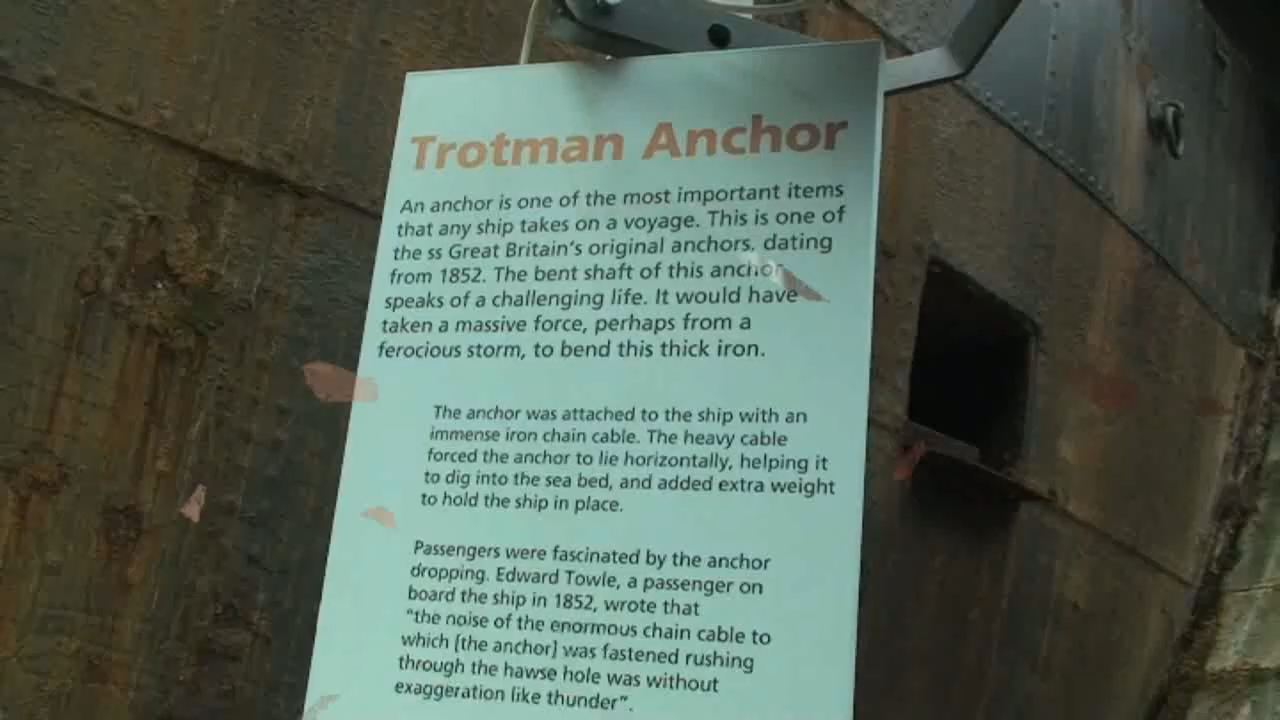 Trotman Anchor
An anchor is one of the most important items
that any ship takes on a voyage. This is one of
the ss Great Britain's original anchors, dating
from 1852. The bent shaft of this anchor
speaks of a challenging life. It would have
taken a massive force, perhaps from a
ferocious storm, to bend this thick iron.
The anchor was attached to the ship with an
immense iron chain cable. The heavy cable
forced the anchor to lie horizontally, helping it
to dig into the sea bed, and added extra weight
to hold the ship in place.
Passengers were fascinated by the anchor
dropping. Edward Towle, a passenger on
board the ship in 1852, wrote that
"the noise of the enormous chain cable to
which [the anchor] was fastened rushing
through the hawse hole was without
exaggeration like thunder".